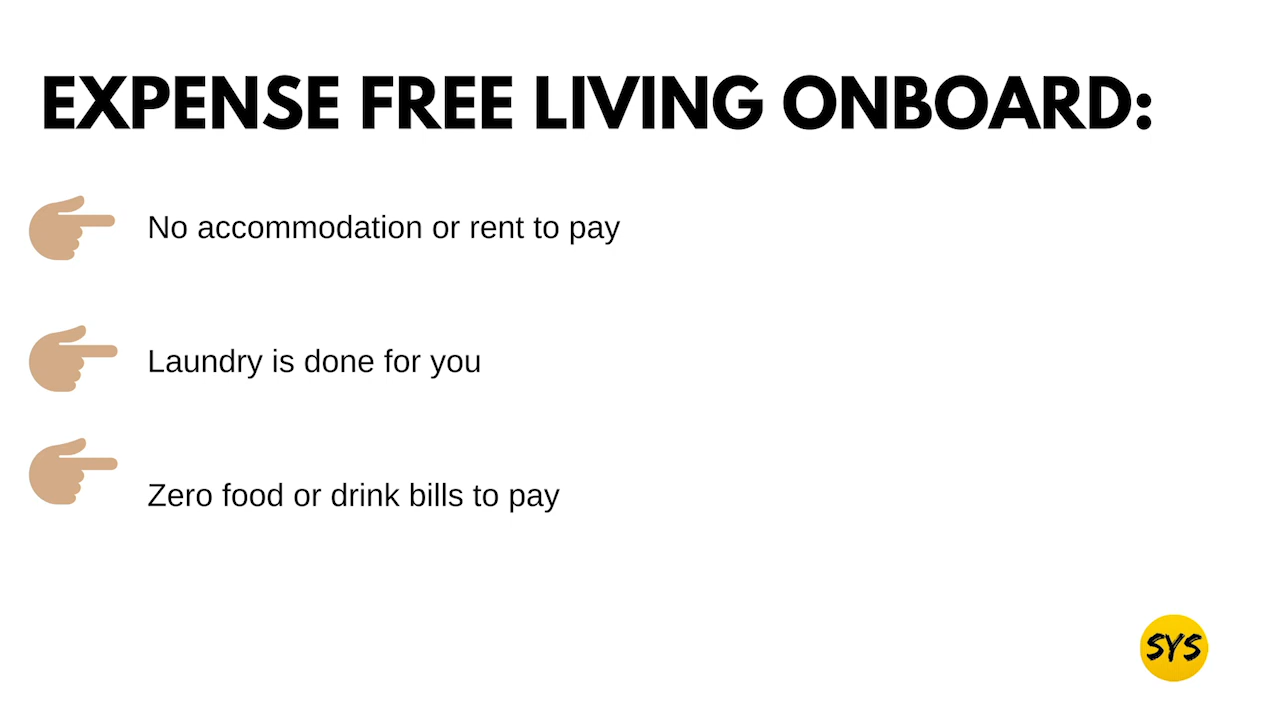 EXPENSE FREE LIVING ONBOARD:
No accommodation or rent to pay
Laundry is done for you
Zero food or drink bills to pay
SYS